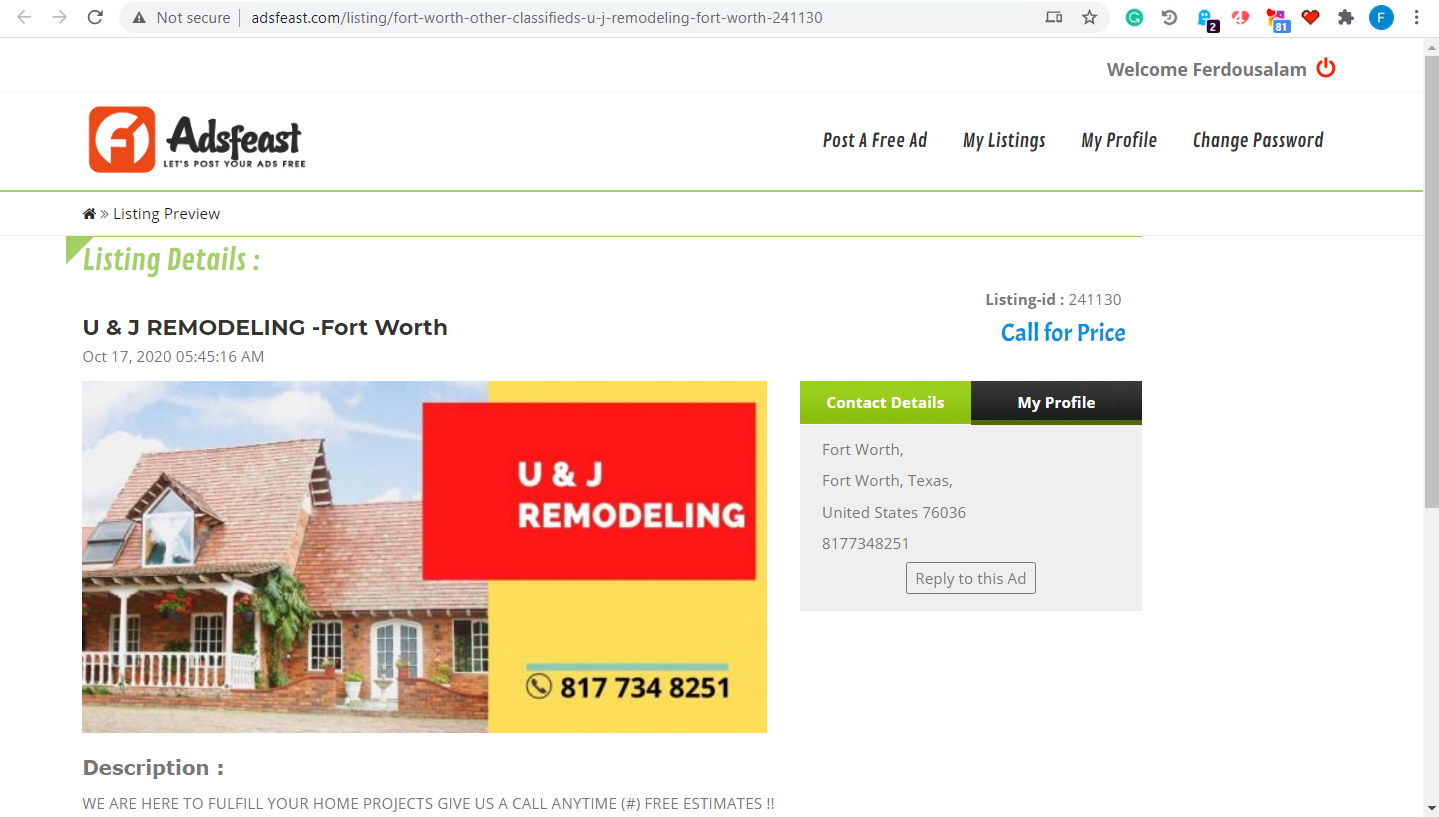 Not secure adsfeast.com/listing/fort-worth-other-classifieds-u-j-remodeling-fort-worth-241130
2
81
F
Welcome Ferdousalam
Adsfeast
LET'S POST YOUR ADS FREE
Post A Free Ad My Listings My Profile Change Password
» Listing Preview
Listing Details :
Listing-id : 241130
U & J REMODELING -Fort Worth
Call for Price
Oct 17, 2020 05:45:16 AM
U & J
REMODELING
817 734 8251
Contact Details My Profile
Fort Worth,
Fort Worth, Texas,
United States 76036
8177348251
Reply to this Ad
Description :
WE ARE HERE TO FULFILL YOUR HOME PROJECTS GIVE US A CALL ANYTIME (#) FREE ESTIMATES !!